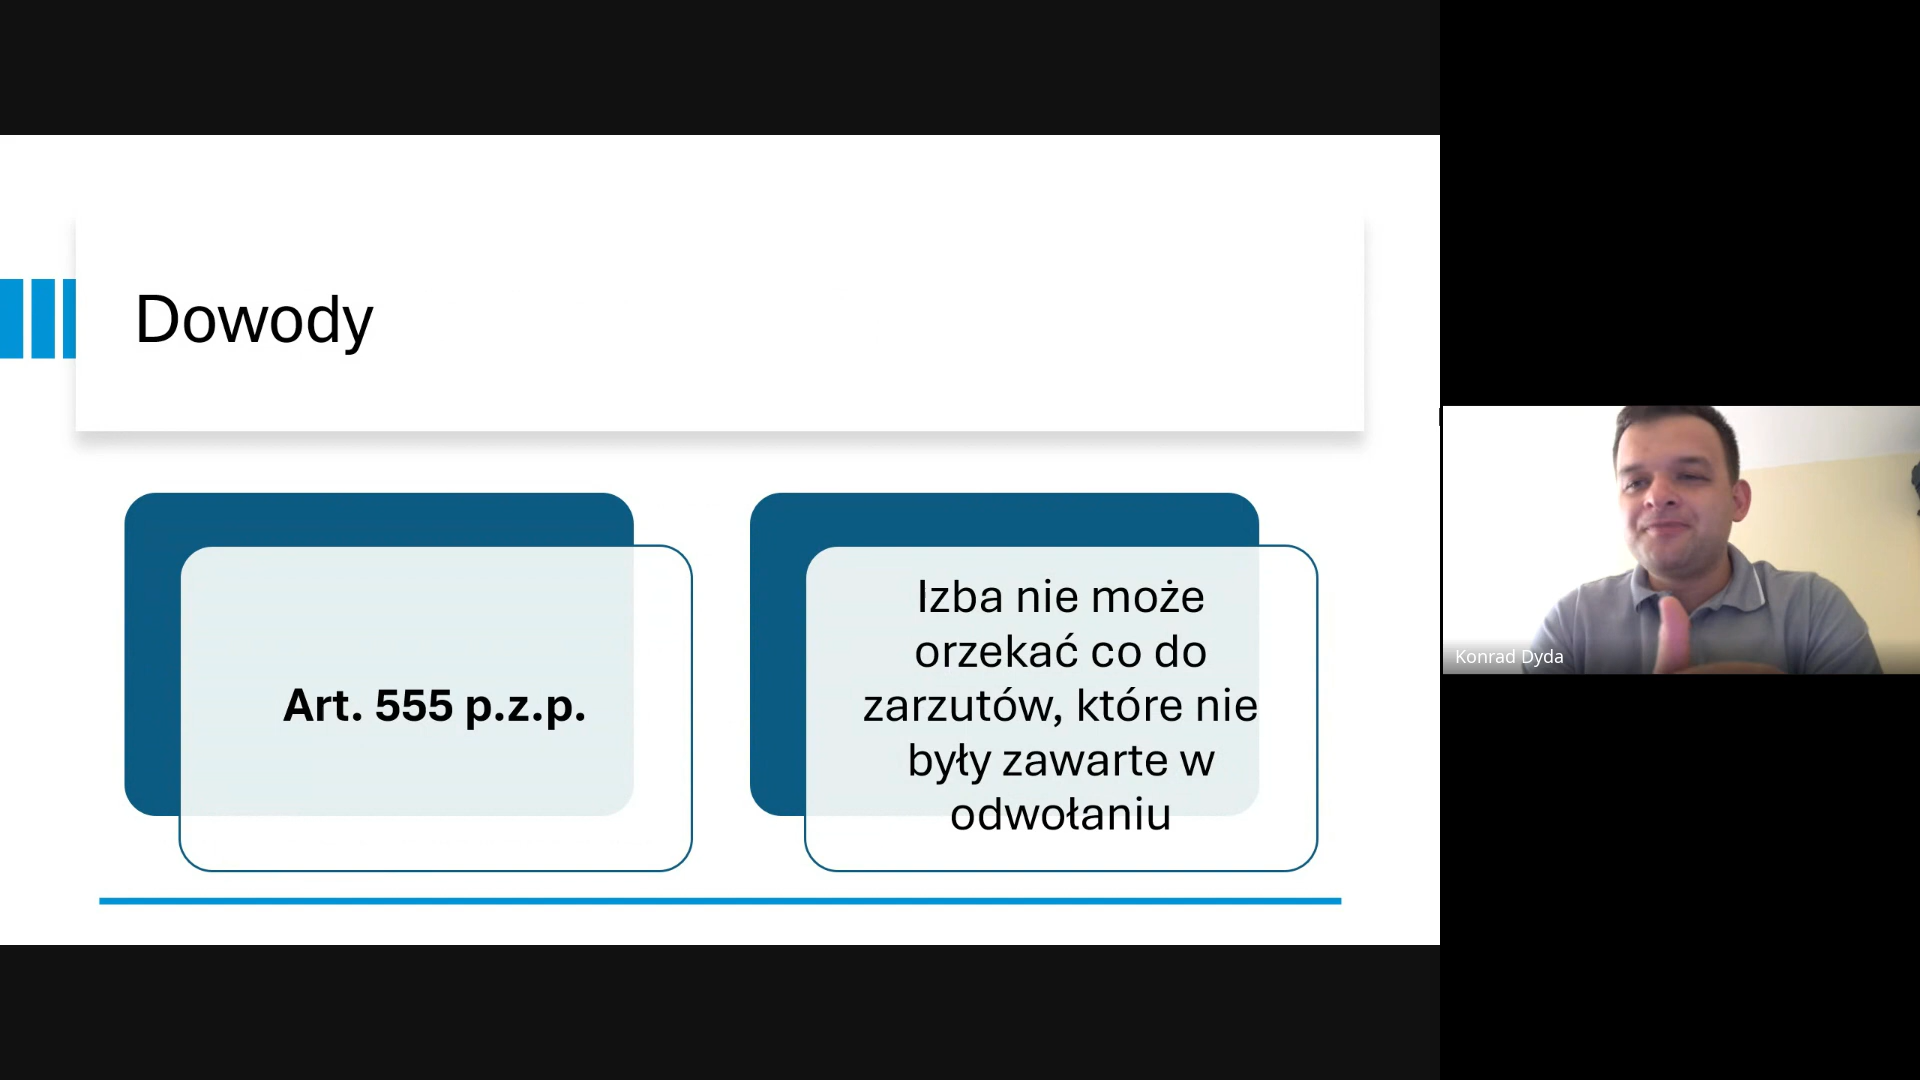 Dowody
Art. 555 p.z.p.
Izba nie może
orzekać co do
zarzutów, które nie
były zawarte w
odwołaniu
Konrad Dyda